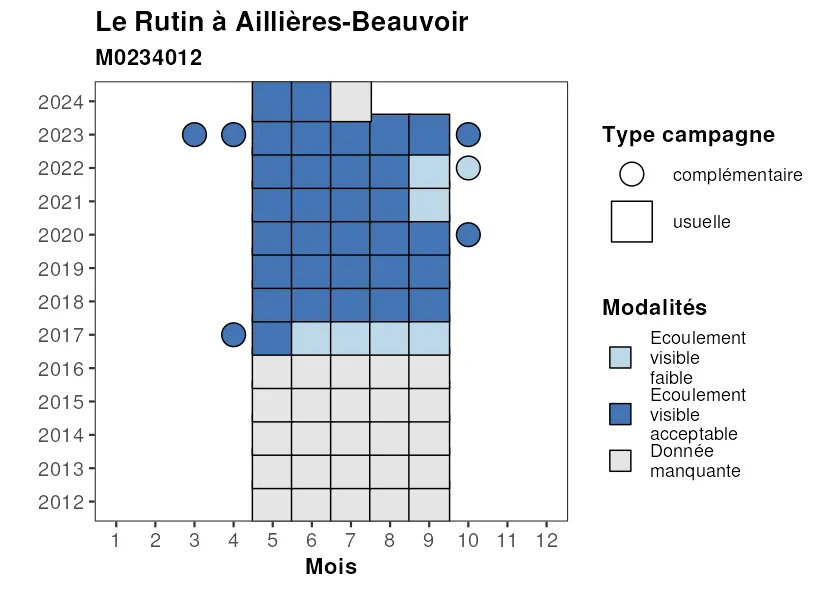 Le Rutin à Aillières-Beauvoir
M0234012
2024
2023
2022
2021
2020
2019
2018
2017
2016
2015
2014
2013
2012
1 2 3 4 5 6 7 8 9 10 11 12
Mois
Type campagne
complémentaire
usuelle
Modalités
Ecoulement
visible
faible
Ecoulement
visible
acceptable
Donnée
manquante